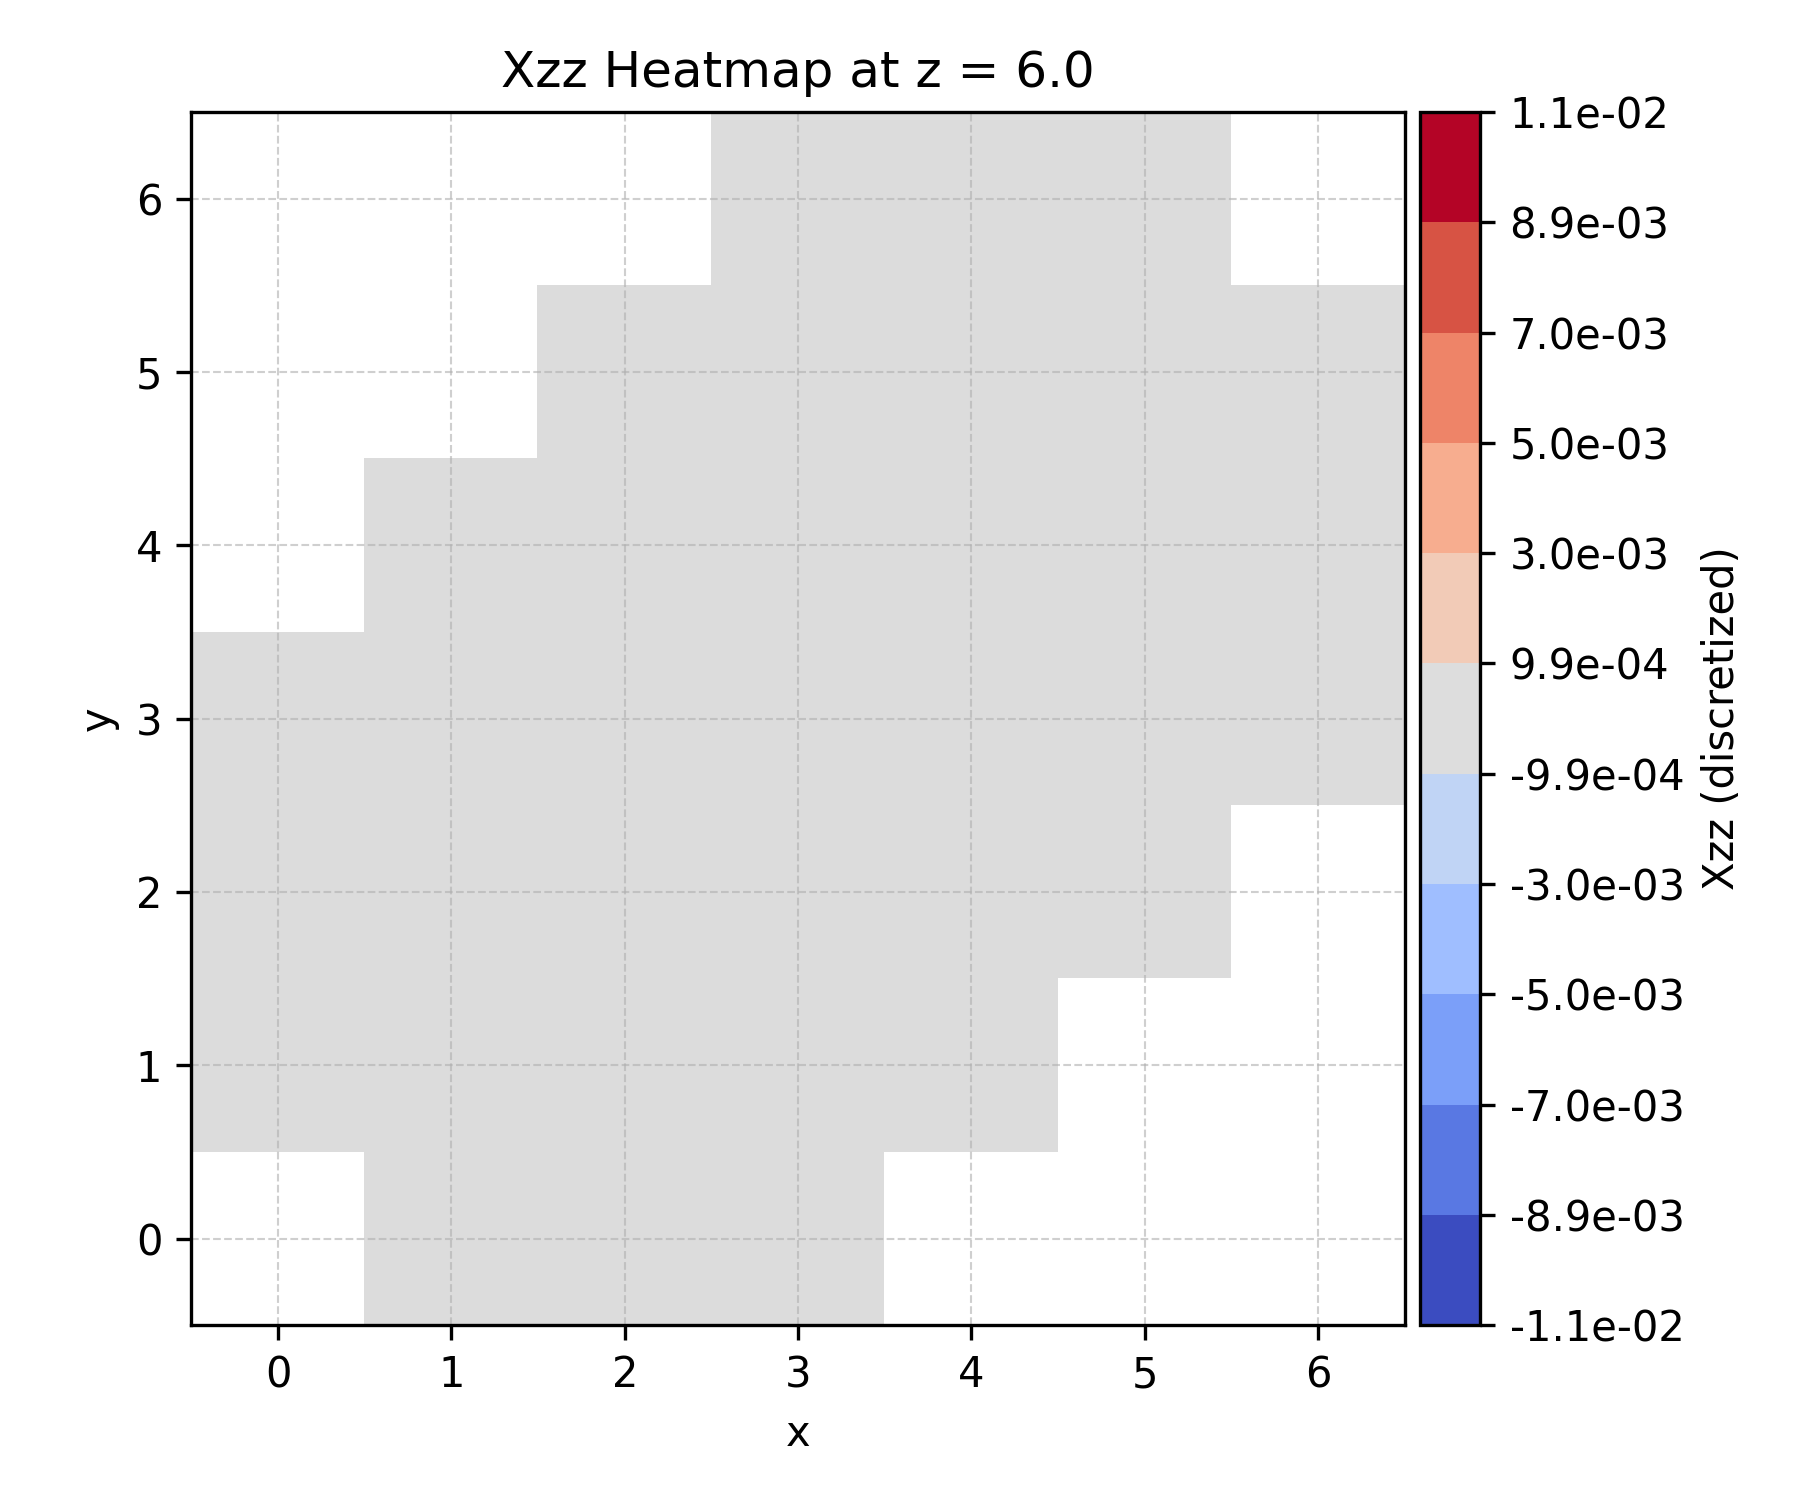 Xzz Heatmap at z = 6.0
1.1e-02
8.9e-03
7.0e-03
5.0e-03
3.0e-03
9.9e-04
-9.9e-04
-3.0e-03
-5.0e-03
-7.0e-03
-8.9e-03
-1.1e-02
Xzz (discretized)
6
5
4
3
2
1
0
y
0 1 2 3 4 5 6
x